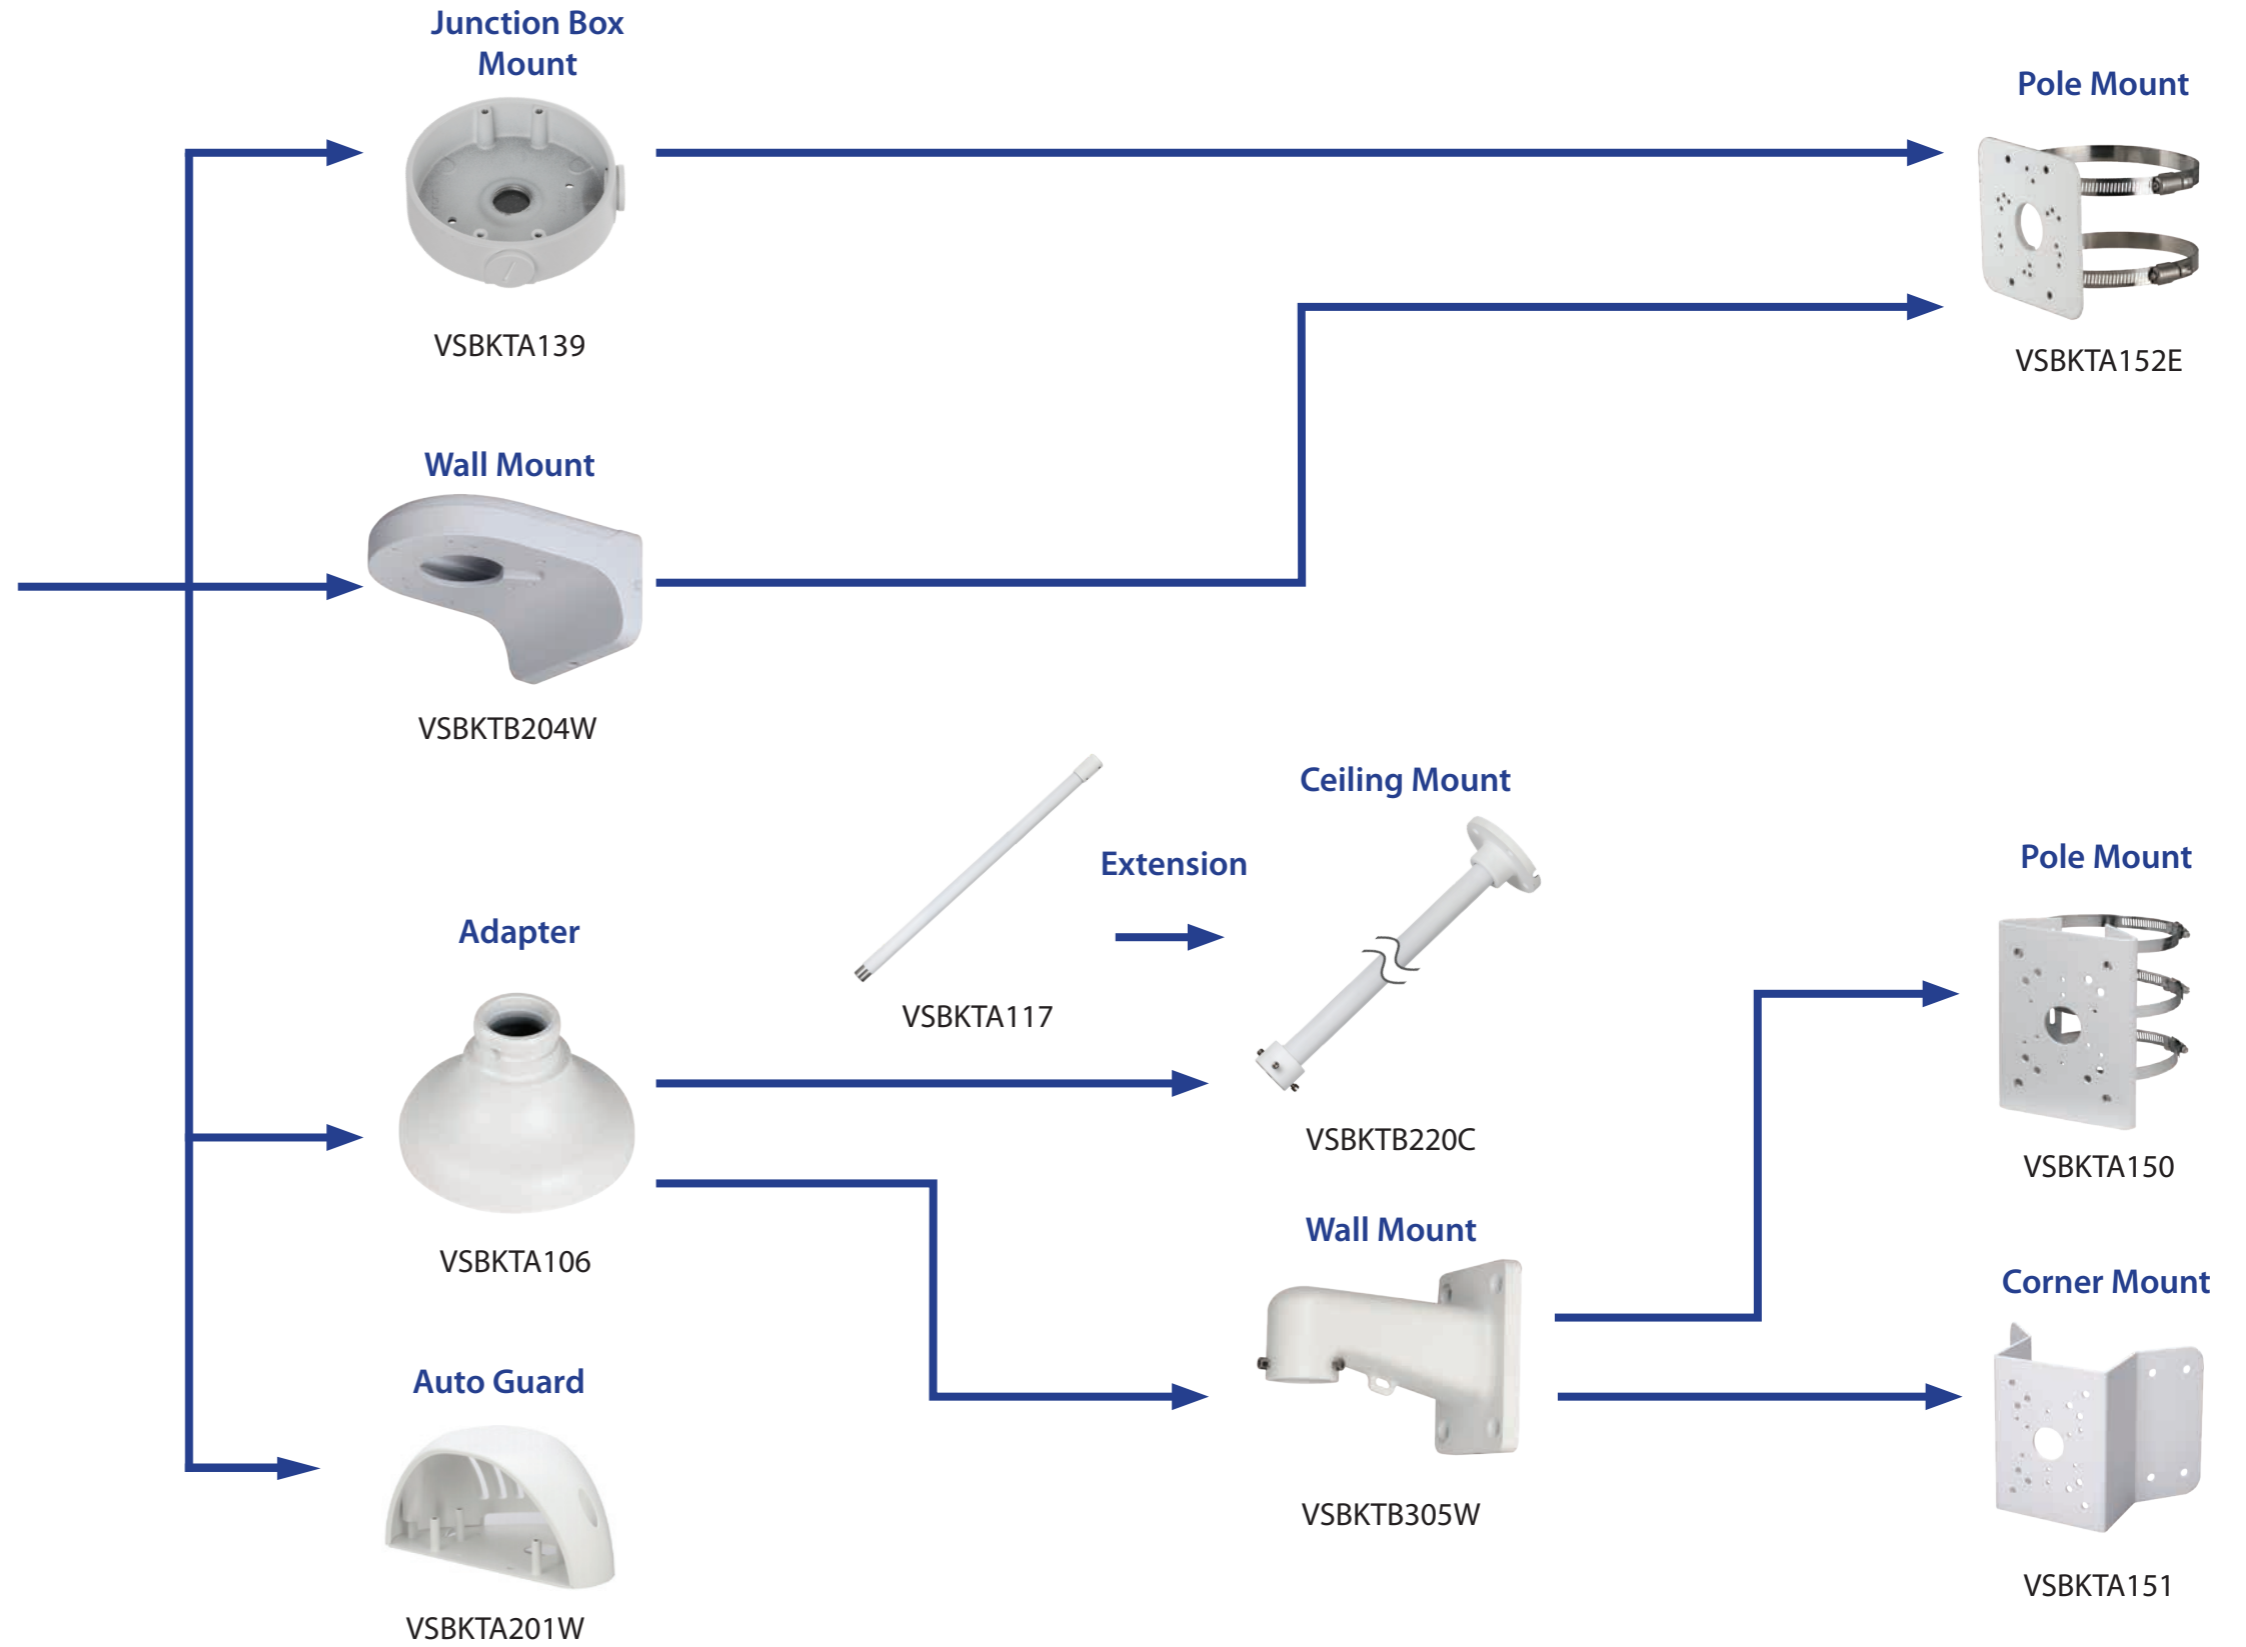 Junction Box
Mount
VSBKTA139
Pole Mount
VSBKTA152E
Wall Mount
VSBKTB204W
Adapter
VSBKTA106
VSBKTA117
Extension
Ceiling Mount
VSBKTB220C
Pole Mount
VSBKTA150
Wall Mount
VSBKTB305W
Corner Mount
VSBKTA151
Auto Guard
VSBKTA201W